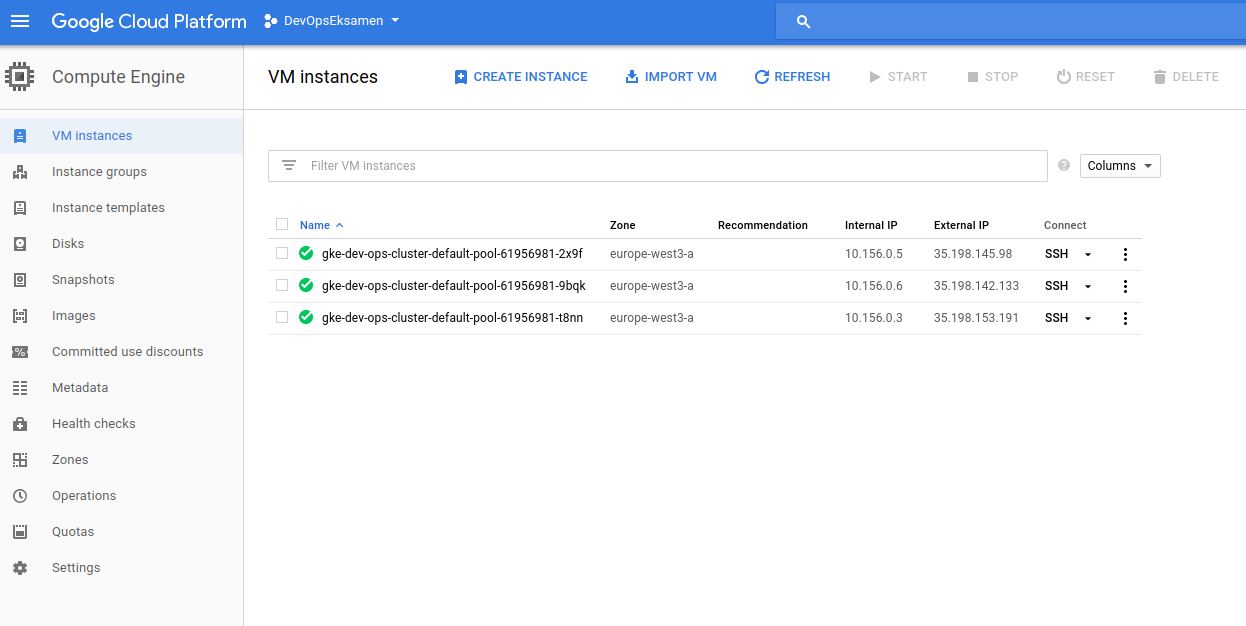 Google Cloud Platform DevOpsEksamen
Compute Engine VM instances CREATE INSTANCE IMPORT VM REFRESH START STOP RESET DELETE
VM instances
Instance groups
Instance templates
Disks
Snapshots
Images
Committed use discounts
Metadata
Health checks
Zones
Operations
Quotas
Settings
Filter VM instances ? Columns
Name Zone Recommendation Internal IP External IP Connect
gke-dev-ops-cluster-default-pool-61956981-2x9f europe-west3-a 10.156.0.5 35.198.145.98 SSH
gke-dev-ops-cluster-default-pool-61956981-9bqk europe-west3-a 10.156.0.6 35.198.142.133 SSH
gke-dev-ops-cluster-default-pool-61956981-t8nn europe-west3-a 10.156.0.3 35.198.153.191 SSH